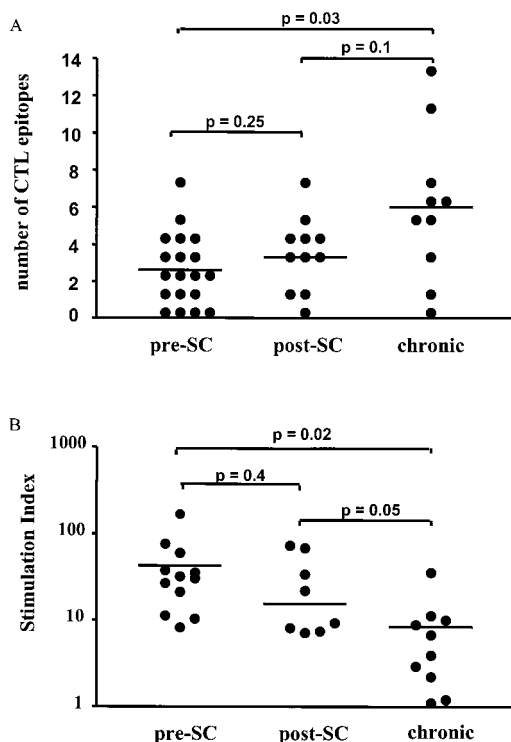 A
p = 0.03
p = 0.1
p = 0.25
number of CTL epitopes
14
12
10
8
6
4
2
0
pre-SC post-SC chronic
B
p = 0.02
p = 0.4
p = 0.05
Stimulation Index
1000
100
10
1
pre-SC post-SC chronic